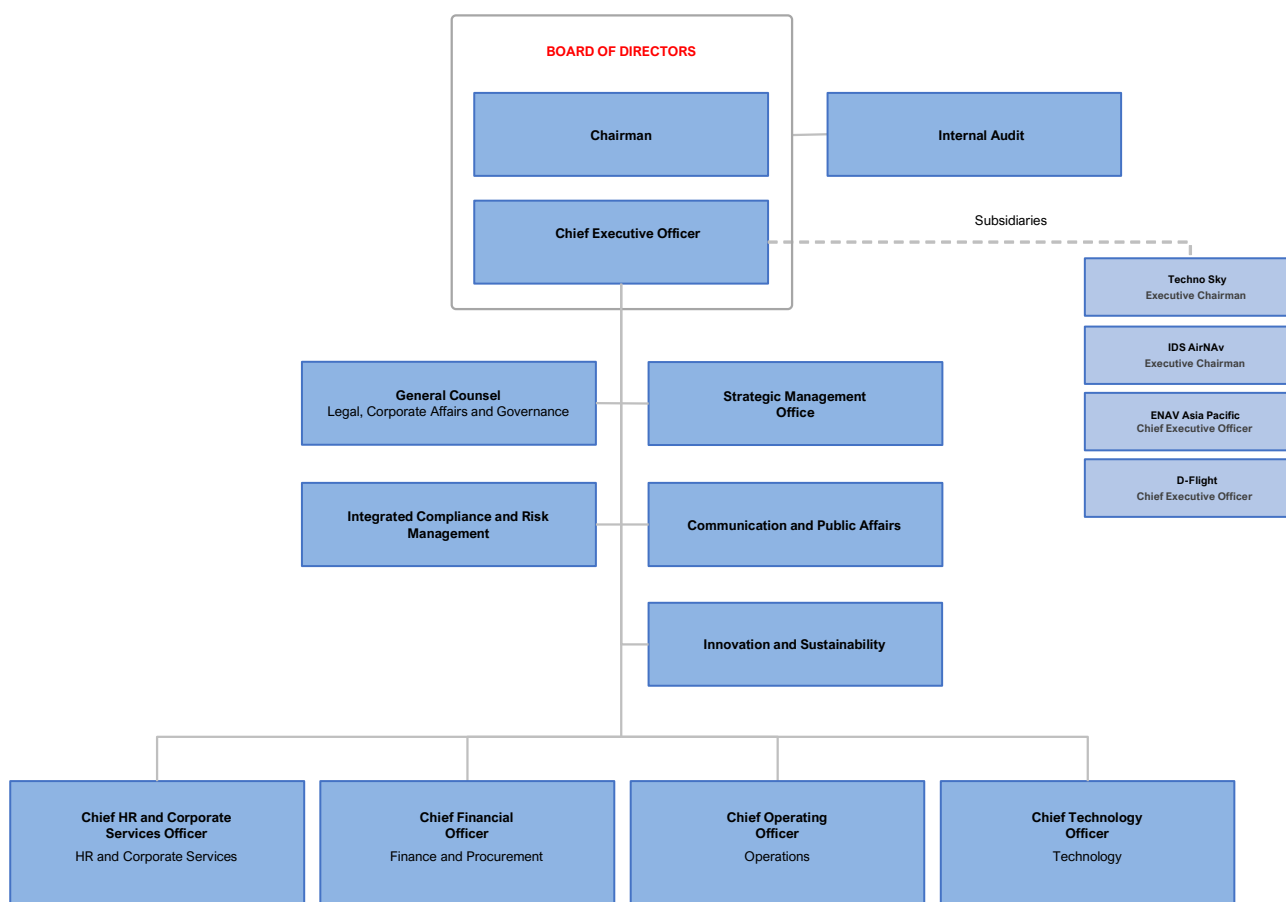 BOARD OF DIRECTORS
Chairman
Internal Audit
Chief Executive Officer
Subsidiaries
Techno Sky
Executive Chairman
IDS AirNAv
Executive Chairman
ENAV Asia Pacific
Chief Executive Officer
D-Flight
Chief Executive Officer
General Counsel
Legal, Corporate Affairs and Governance
Strategic Management
Office
Integrated Compliance and Risk
Management
Communication and Public Affairs
Innovation and Sustainability
Chief HR and Corporate
Services Officer
HR and Corporate Services
Chief Financial
Officer
Finance and Procurement
Chief Operating
Officer
Operations
Chief Technology
Officer
Technology